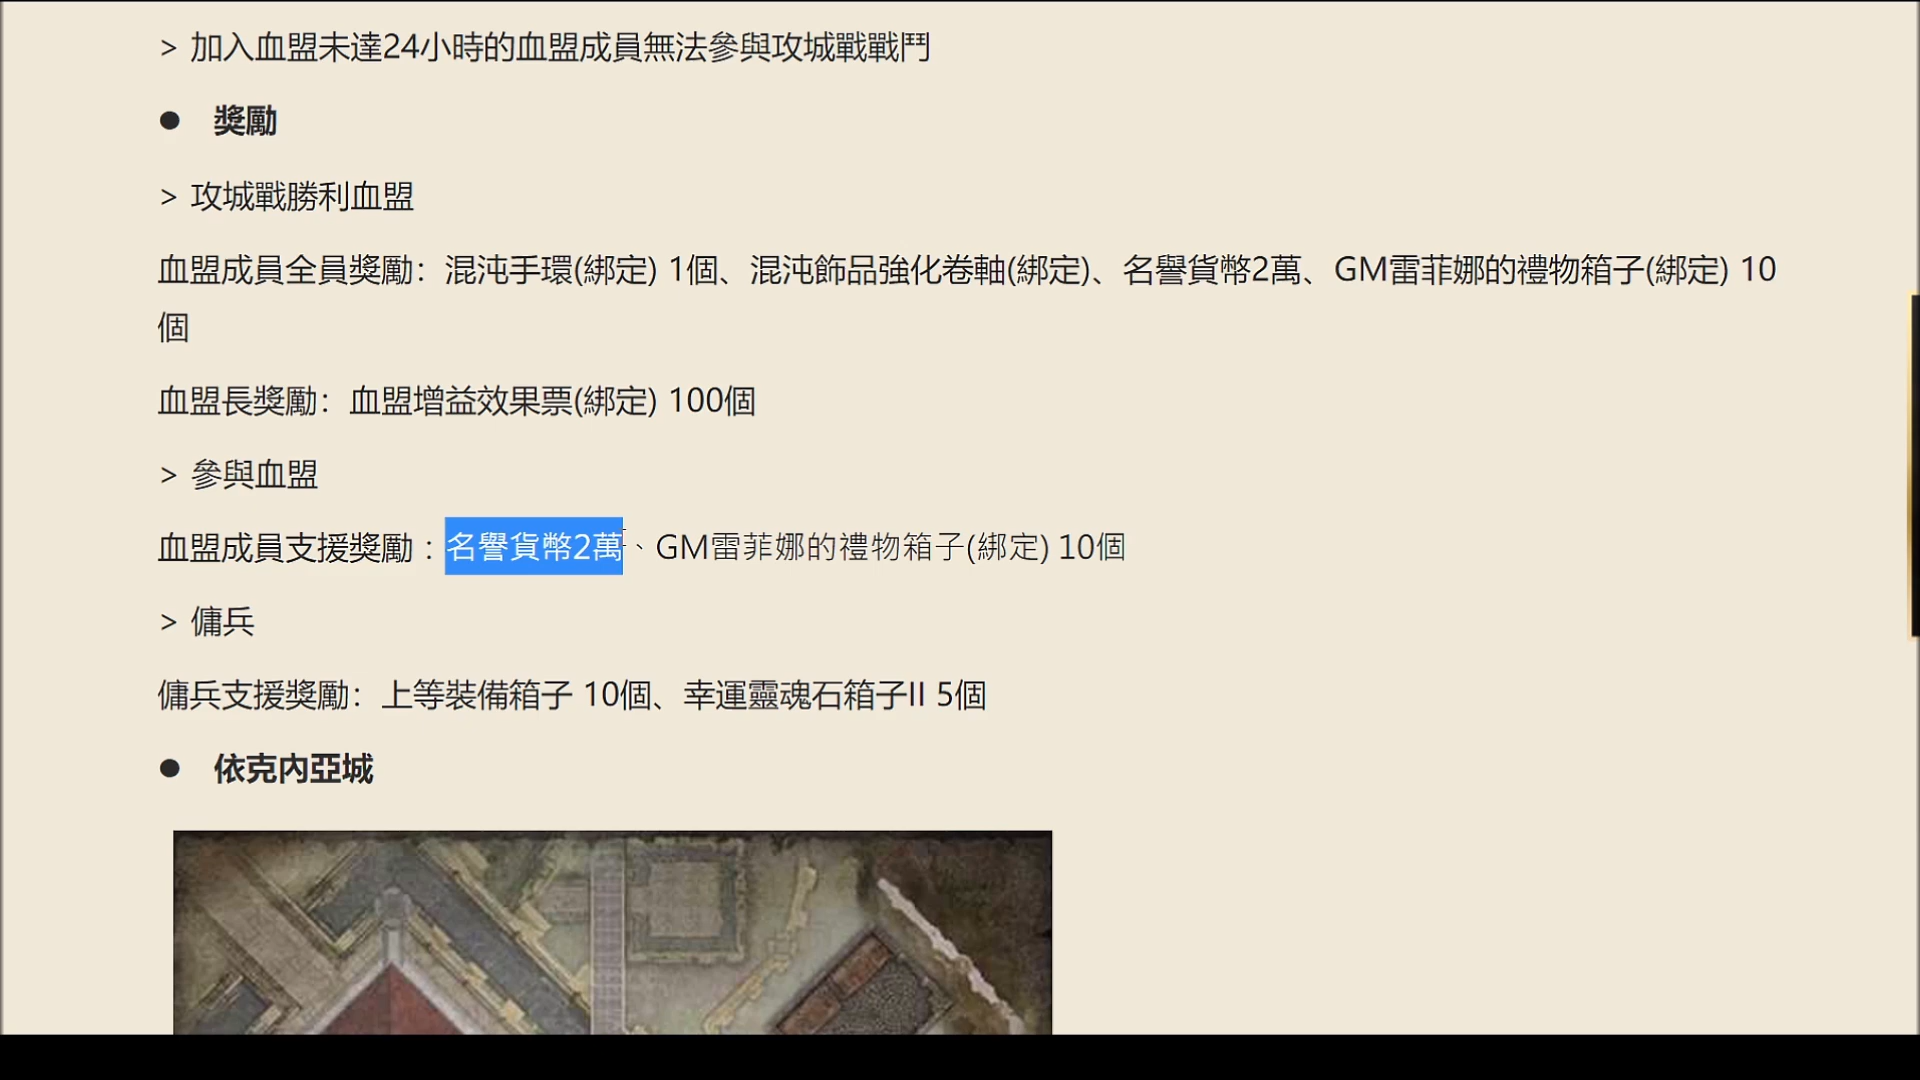 > 加入血盟未達24小時的血盟成員無法參與攻城戰戰鬥
● 獎勵
> 攻城戰勝利血盟
血盟成員全員獎勵：混沌手環(綁定) 1個、混沌飾品強化卷軸(綁定)、名譽貨幣2萬、GM雷菲娜的禮物箱子(綁定) 10
個
血盟長獎勵：血盟增益效果票(綁定) 100個
> 參與血盟
血盟成員支援獎勵：名譽貨幣2萬、GM雷菲娜的禮物箱子(綁定) 10個
> 傭兵
傭兵支援獎勵：上等裝備箱子 10個、幸運靈魂石箱子II 5個
● 依克內亞城